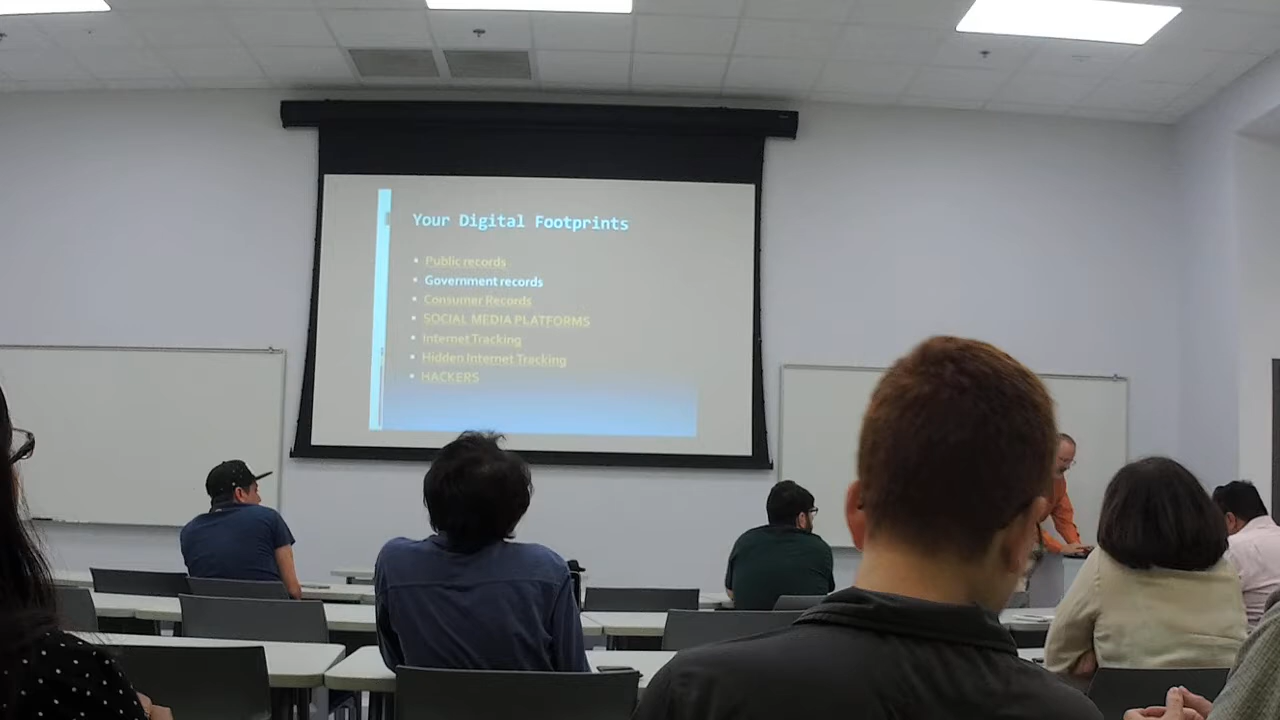 Your Digital Footprints
Public records
Government records
Consumer Records
SOCIAL MEDIA PLATFORMS
Internet Tracking
Hidden Internet Tracking
HACKERS